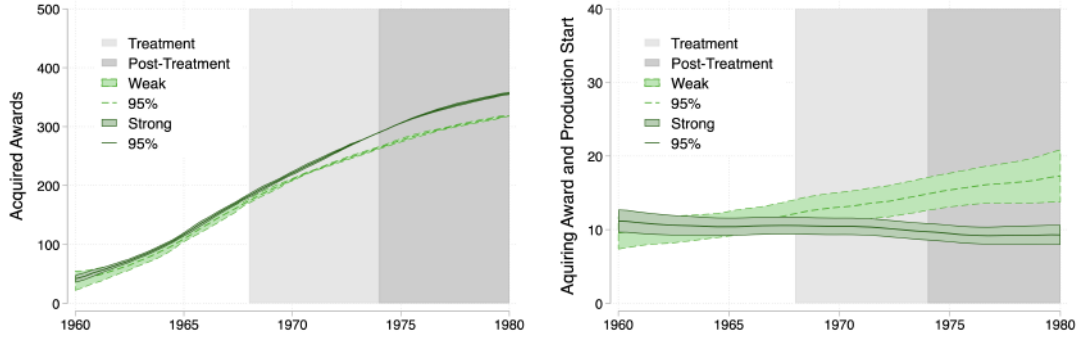 Acquired Awards
500
400
300
200
100
0
1960
1965
1970
1975
1980
Treatment
Post-Treatment
Weak
95%
Strong
95%
Aquiring Award and Production Start
40
30
20
10
0
1960
1965
1970
1975
1980
Treatment
Post-Treatment
Weak
95%
Strong
95%